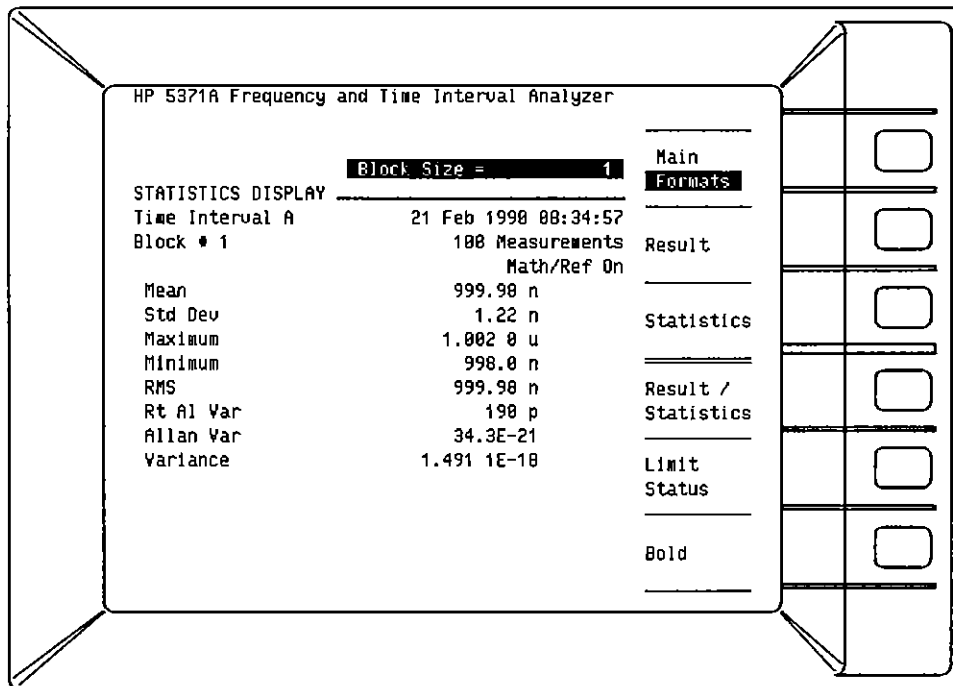 HP 5371A Frequency and Time Interval Analyzer
Block Size = 1
STATISTICS DISPLAY
Time Interval A 21 Feb 1990 08:34:57
Block # 1 100 Measurements
Math/Ref On
Mean 999.90 n
Std Dev 1.22 n
Maximum 1.002 0 u
Minimum 998.0 n
RMS 999.90 n
Rt Al Var 190 p
Allan Var 34.3E-21
Variance 1.491 1E-18
Main
Formats
Result
Statistics
Result /
Statistics
Limit
Status
Bold